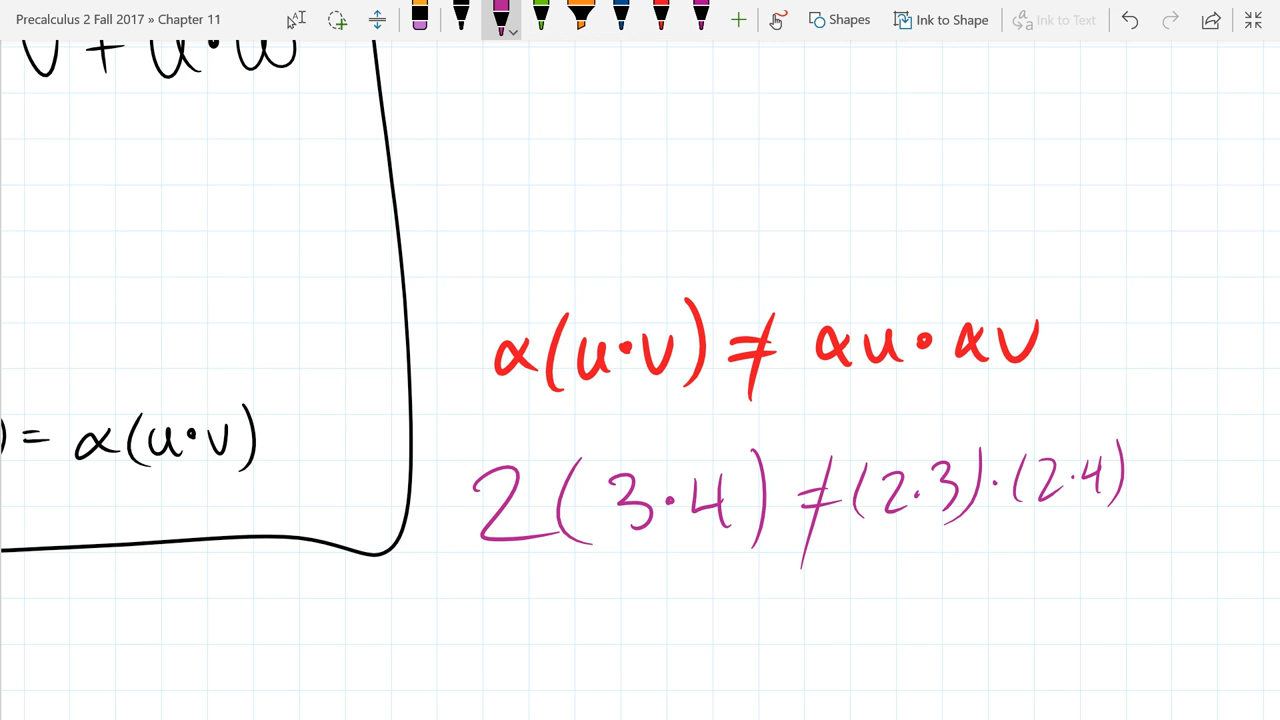 Precalculus 2 Fall 2017 » Chapter 11
Shapes
Ink to Shape
Ink to Text
v + u • w
α(u•v) ≠ αu • αv
) = α(u•v)
2(3•4) ≠ (2·3)·(2·4)